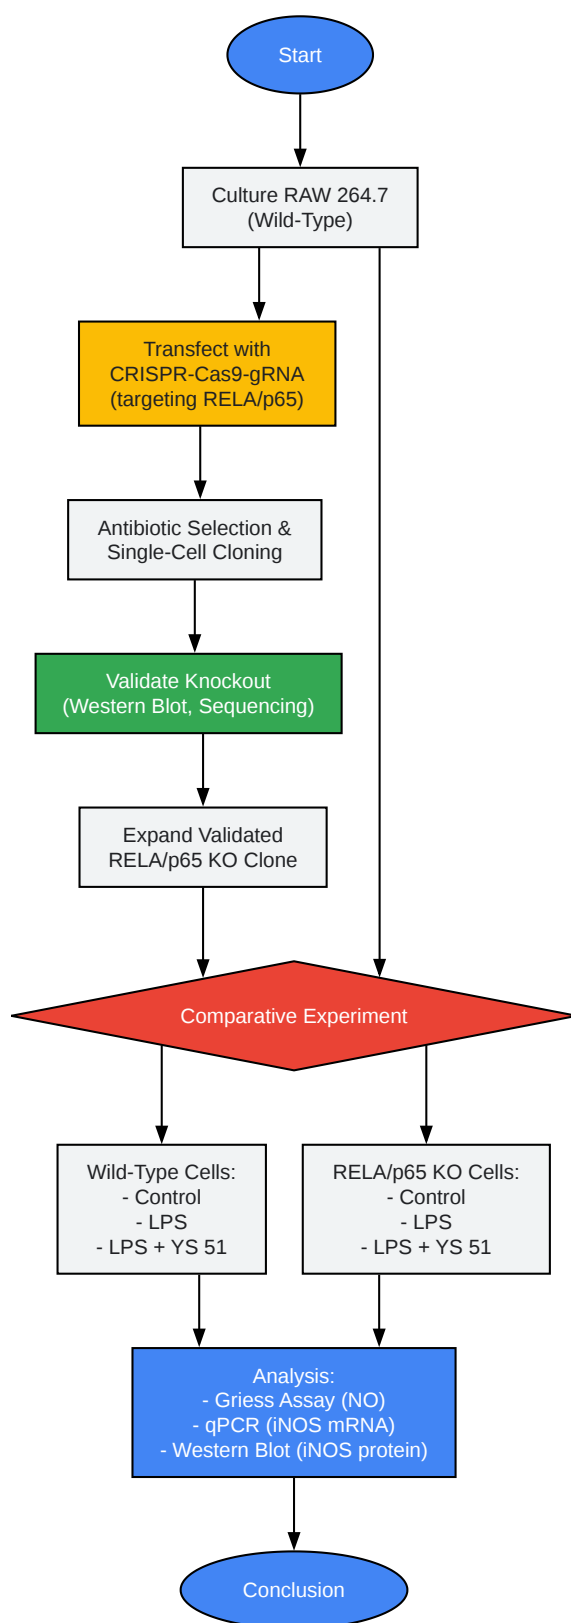 Start
Culture RAW 264.7
(Wild-Type)
Transfect with
CRISPR-Cas9-gRNA
(targeting RELA/p65)
Antibiotic Selection &
Single-Cell Cloning
Validate Knockout
(Western Blot, Sequencing)
Expand Validated
RELA/p65 KO Clone
Comparative Experiment
Wild-Type Cells:
- Control
- LPS
- LPS + YS 51
RELA/p65 KO Cells:
- Control
- LPS
- LPS + YS 51
Analysis:
- Griess Assay (NO)
- qPCR (iNOS mRNA)
- Western Blot (iNOS protein)
Conclusion